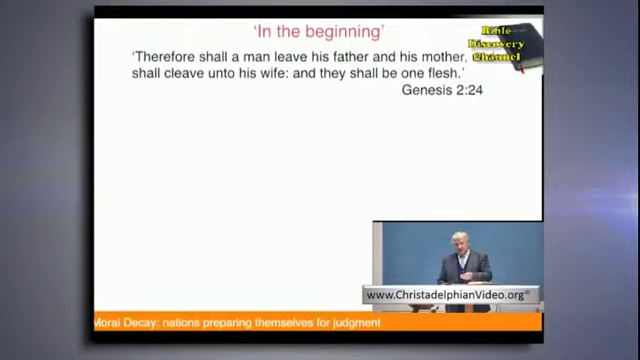 'In the beginning'
Bible
Discovery
Channel
'Therefore shall a man leave his father and his mother,
shall cleave unto his wife: and they shall be one flesh.'
Genesis 2:24
www.ChristadelphianVideo.org
Moral Decay: nations preparing themselves for judgment